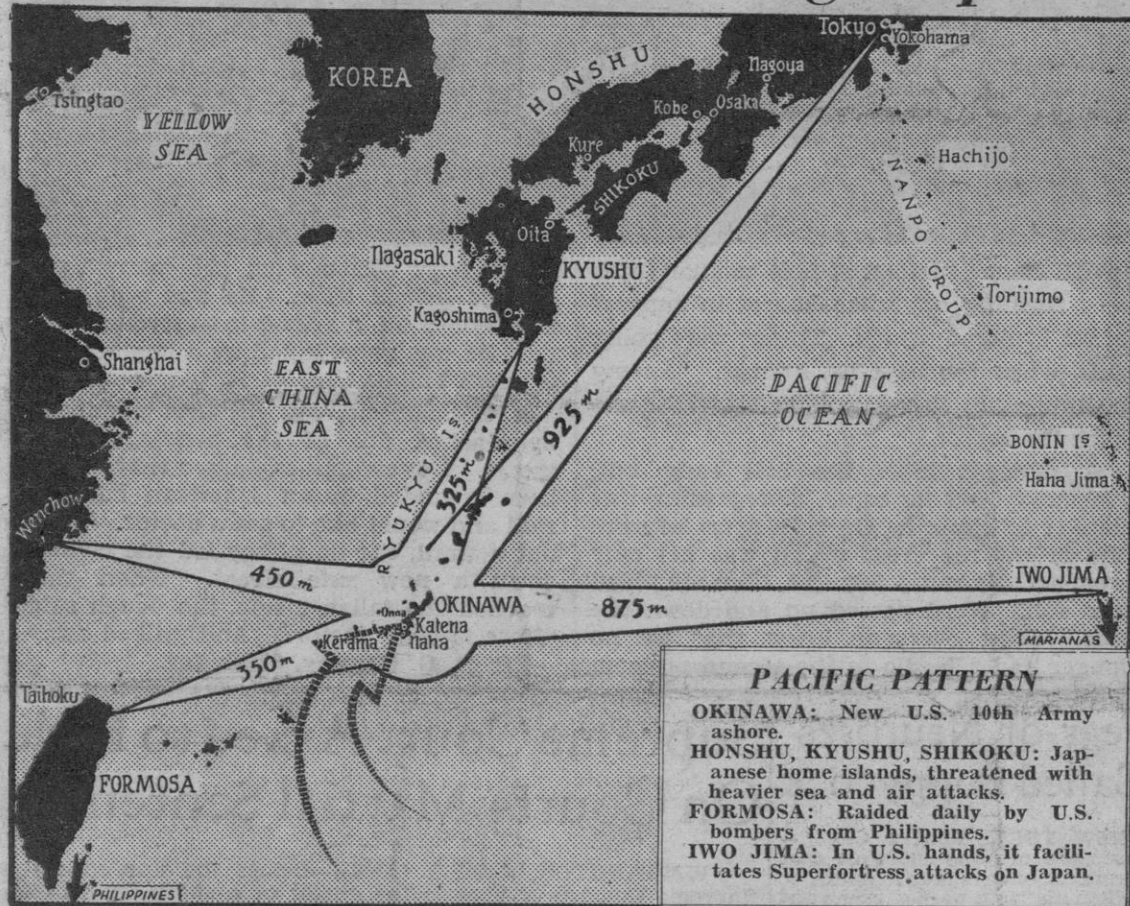 Tokyo
Yokohama
KOREA
HONSHU
Nagoya
Tsingtao
YELLOW
SEA
Kobe
Osaka
Kure
Hachijo
NANPO GROUP
SHIKOKU
Oita
Nagasaki
KYUSHU
Torijimo
Kagoshima
Shanghai
EAST
CHINA
SEA
PACIFIC
OCEAN
925 m
BONIN IS
Haha Jima
RYUKYU IS
325 m
Wenchow
450 m
IWO JIMA
OKINAWA
875 m
Onna
Katena
Kerama
naha
MARIANAS
350 m
Taihoku
FORMOSA
PHILIPPINES
PACIFIC PATTERN
OKINAWA: New U.S. 10th Army
ashore.
HONSHU, KYUSHU, SHIKOKU: Jap-
anese home islands, threatened with
heavier sea and air attacks.
FORMOSA: Raided daily by U.S.
bombers from Philippines.
IWO JIMA: In U.S. hands, it facili-
tates Superfortress attacks on Japan.